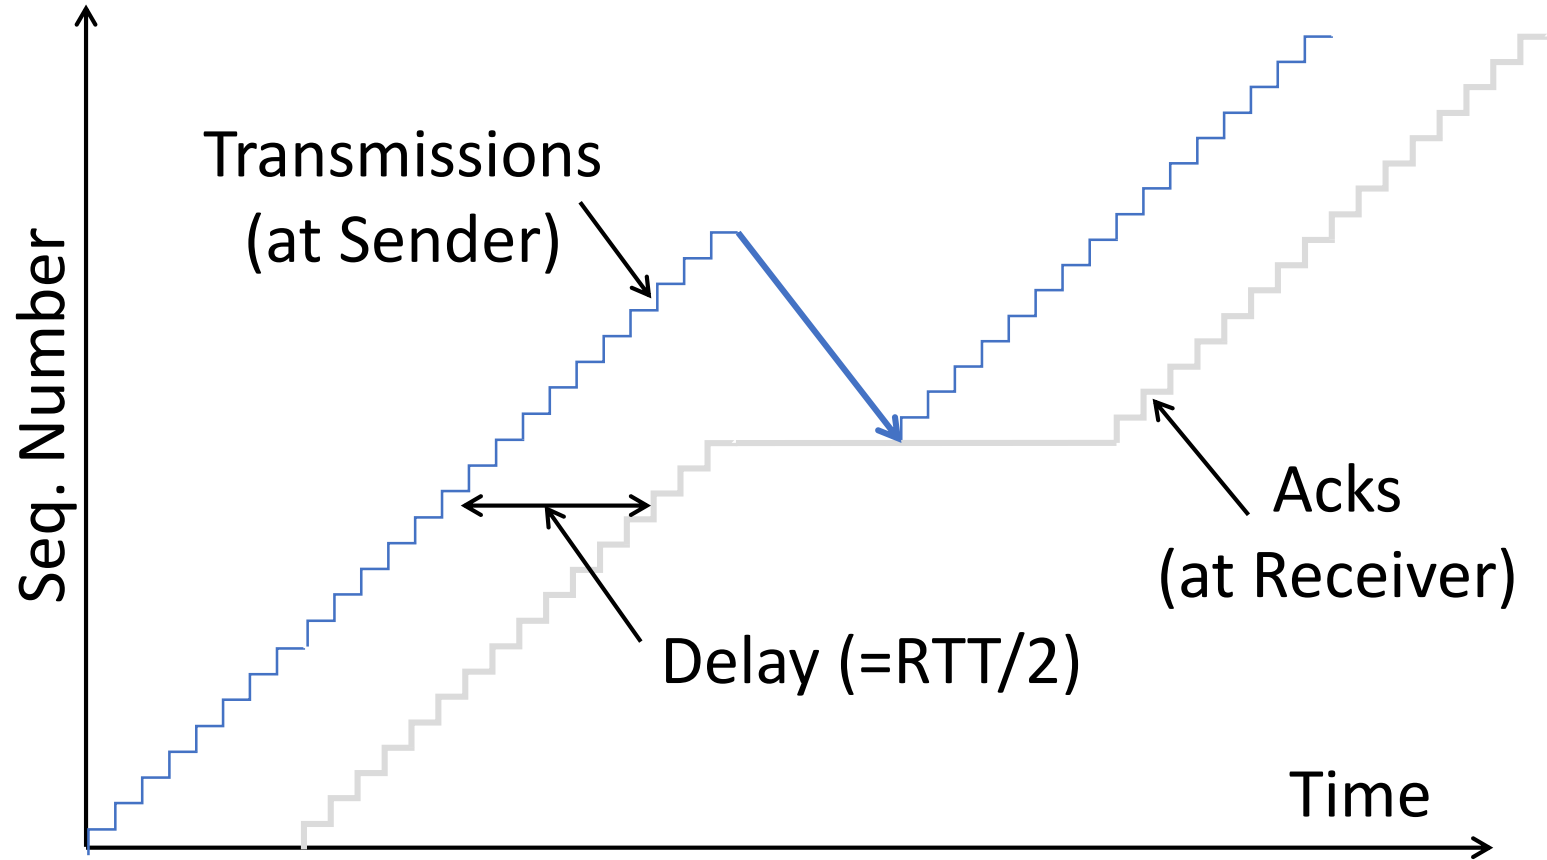 Transmissions
(at Sender)
Seq. Number
Acks
(at Receiver)
Delay (=RTT/2)
Time